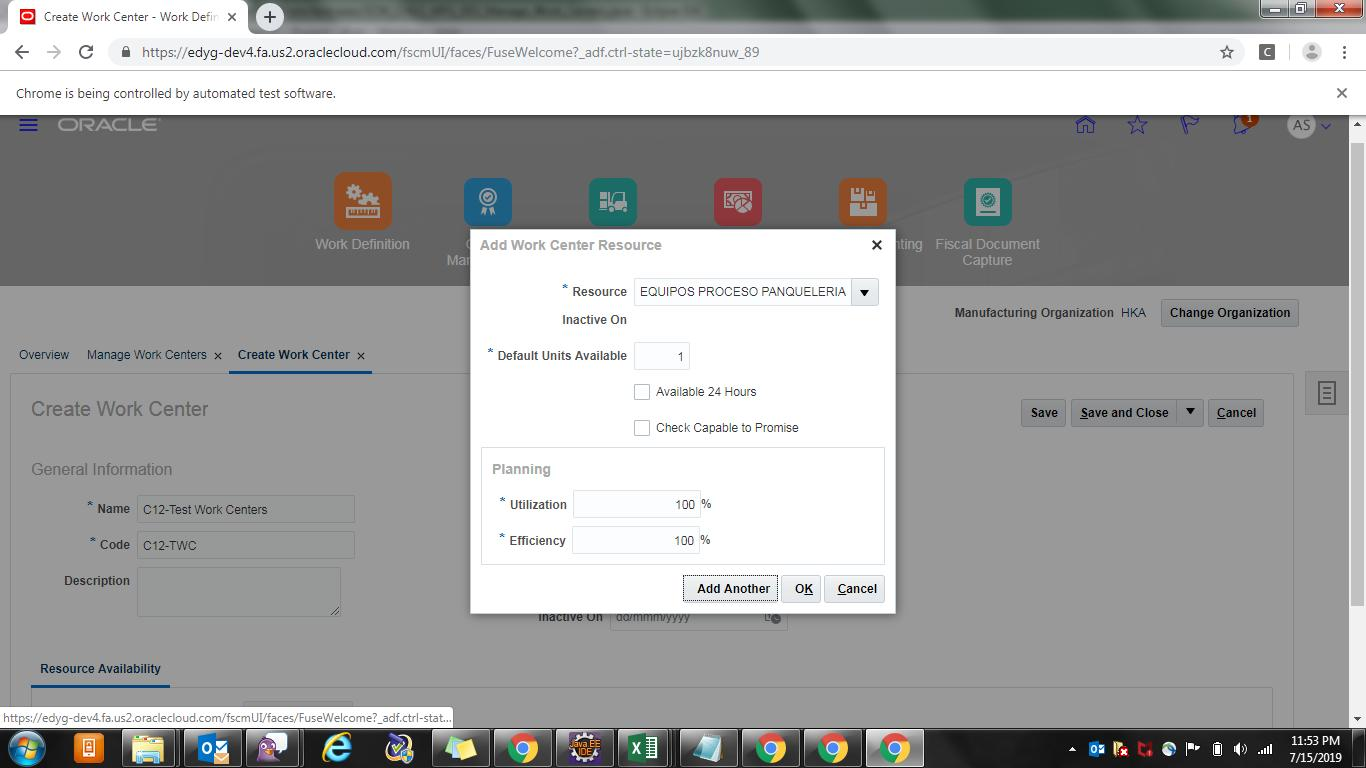 Create Work Center - Work Defin
https://edyg-dev4.fa.us2.oraclecloud.com/fscmUI/faces/FuseWelcome?_adf.ctrl-state=ujbzk8nuw_89
C
Chrome is being controlled by automated test software.
ORACLE
1
AS
Work Definition
nting
Fiscal Document
Capture
Add Work Center Resource
* Resource EQUIPOS PROCESO PANQUELERIA
Inactive On
* Default Units Available 1
Available 24 Hours
Check Capable to Promise
Planning
* Utilization 100 %
* Efficiency 100 %
Add Another OK Cancel
Manufacturing Organization HKA Change Organization
Overview Manage Work Centers Create Work Center
Create Work Center
Save Save and Close Cancel
General Information
* Name C12-Test Work Centers
* Code C12-TWC
Description
Inactive On dd/mmm/yyyy
Resource Availability
https://edyg-dev4.fa.us2.oraclecloud.com/fscmUI/faces/FuseWelcome?_adf.ctrl-stat...
Java EE
IDE
11:53 PM
7/15/2019